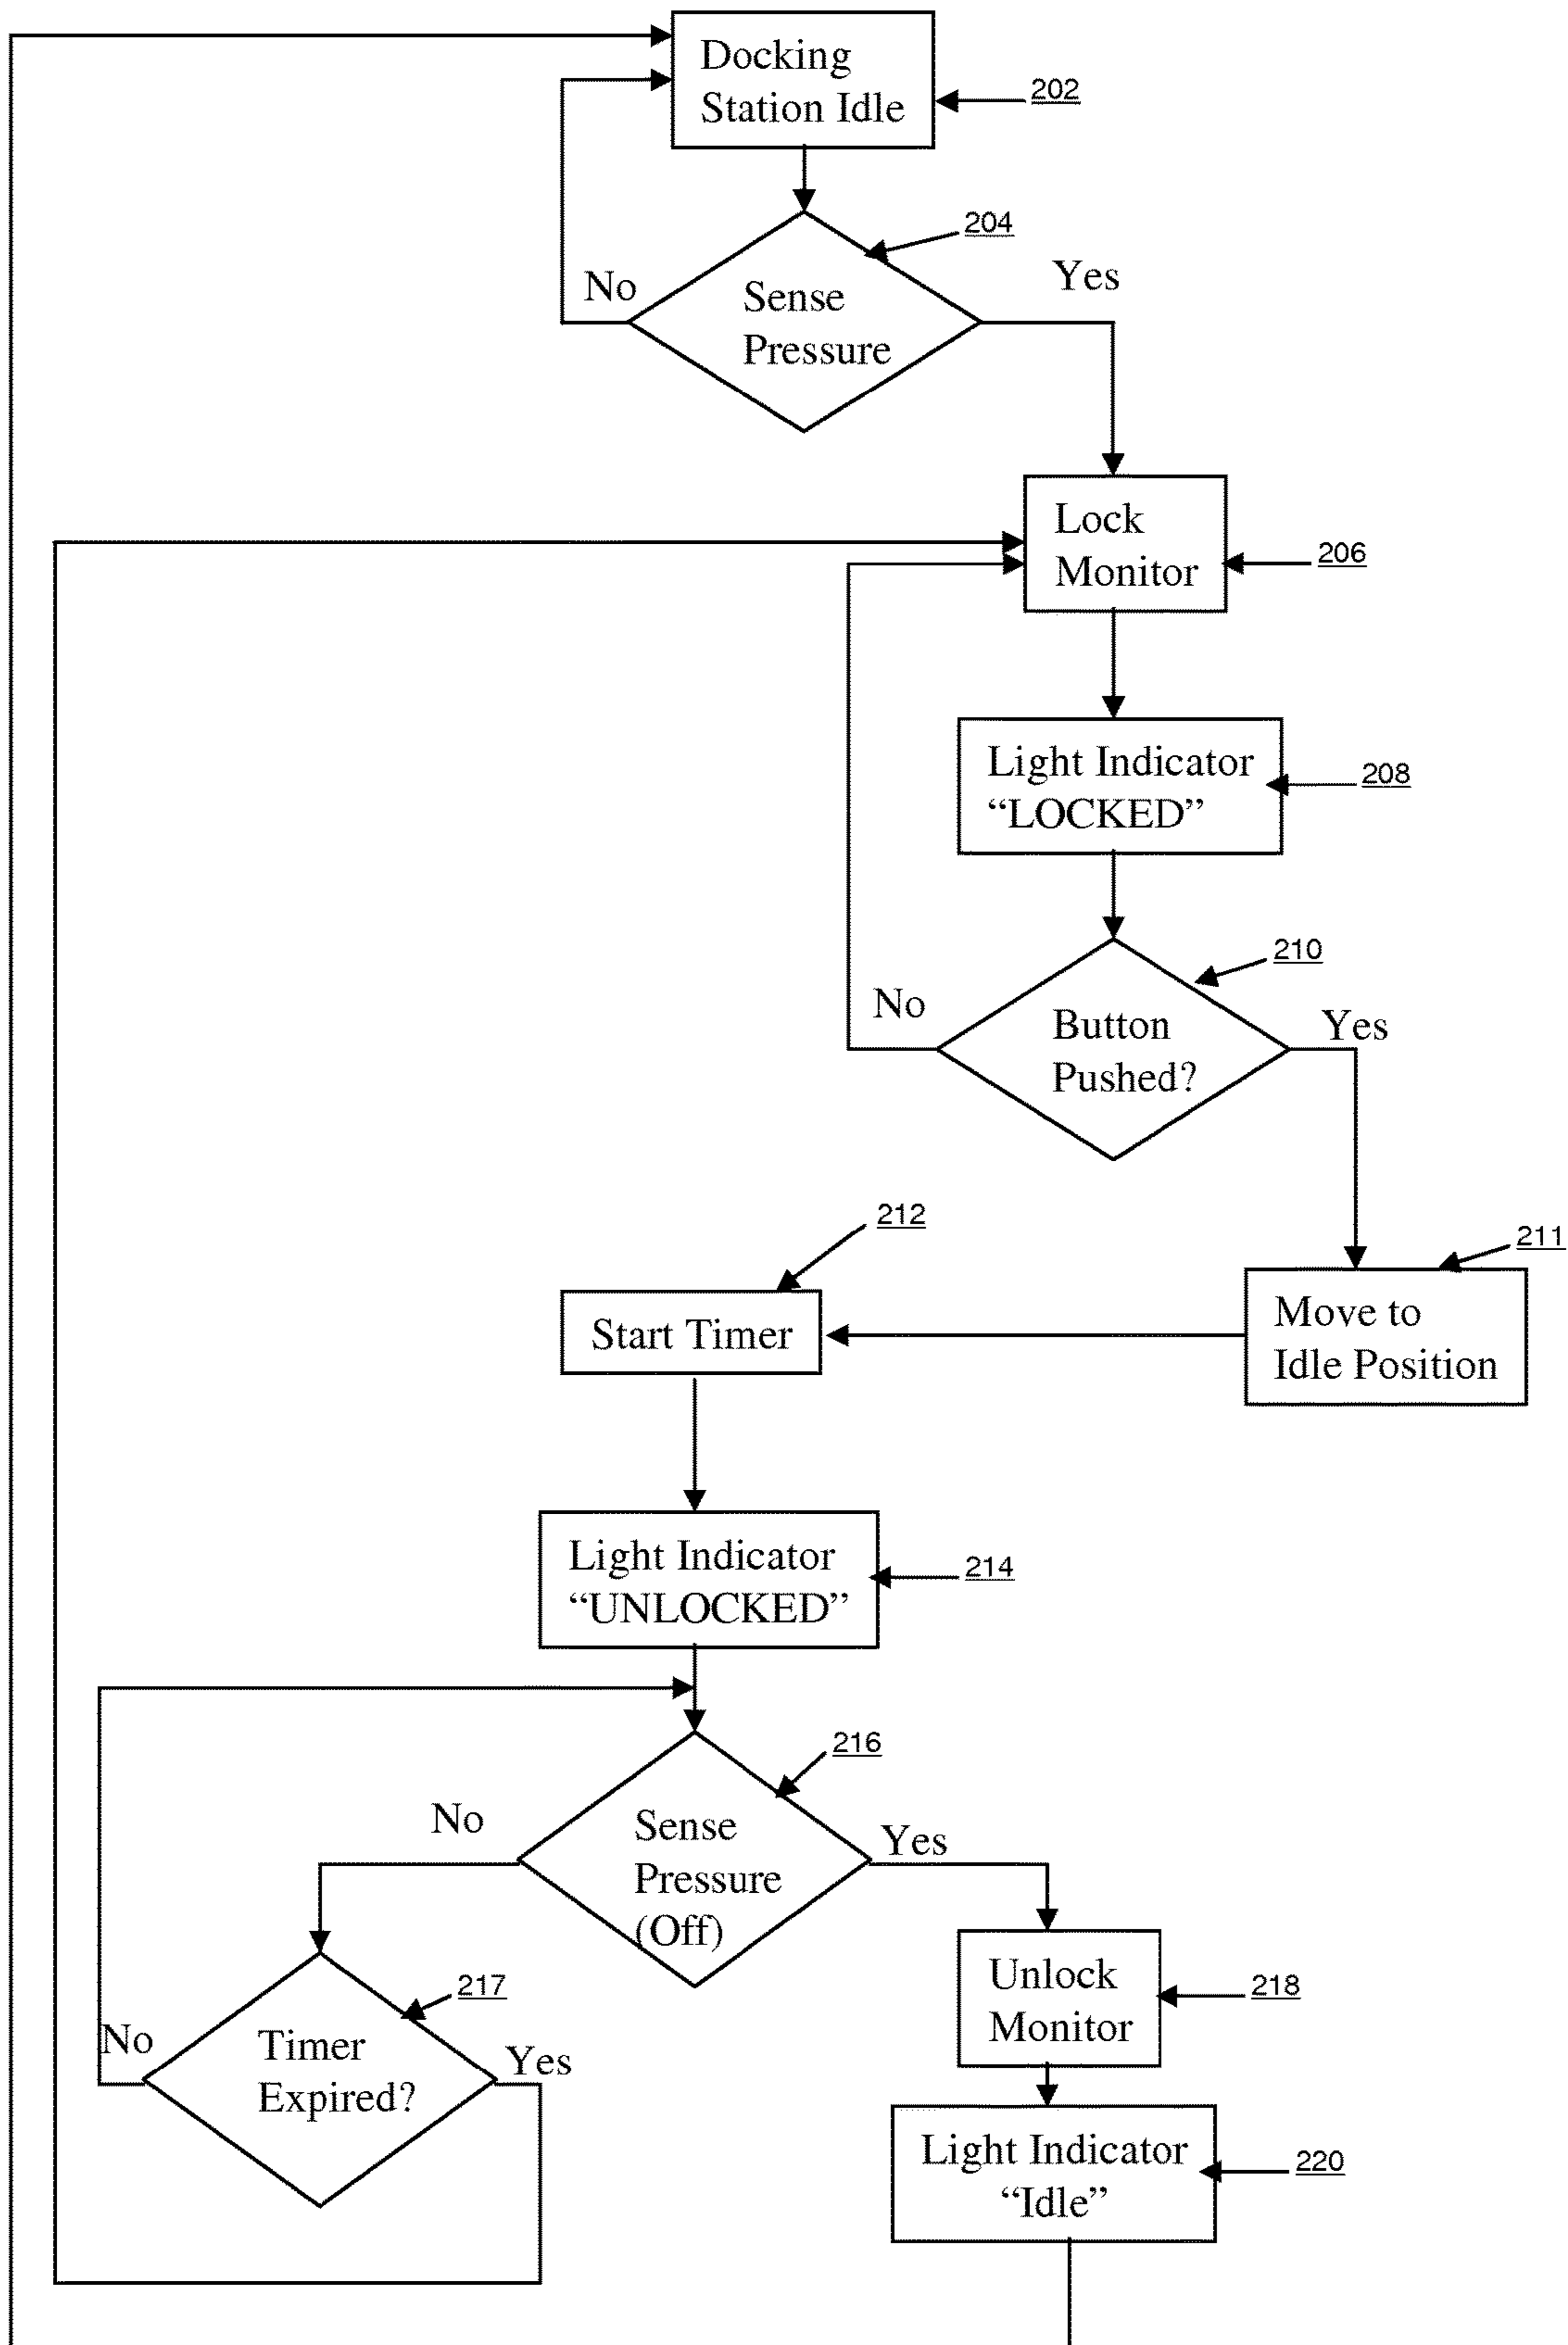 Docking
Station Idle
202
204
No
Yes
Sense
Pressure
Lock
Monitor
206
Light Indicator
“LOCKED”
208
210
No
Yes
Button
Pushed?
212
211
Start Timer
Move to
Idle Position
Light Indicator
“UNLOCKED”
214
216
No
Yes
Sense
Pressure
(Off)
217
Unlock
Monitor
218
No
Yes
Timer
Expired?
Light Indicator
“Idle”
220